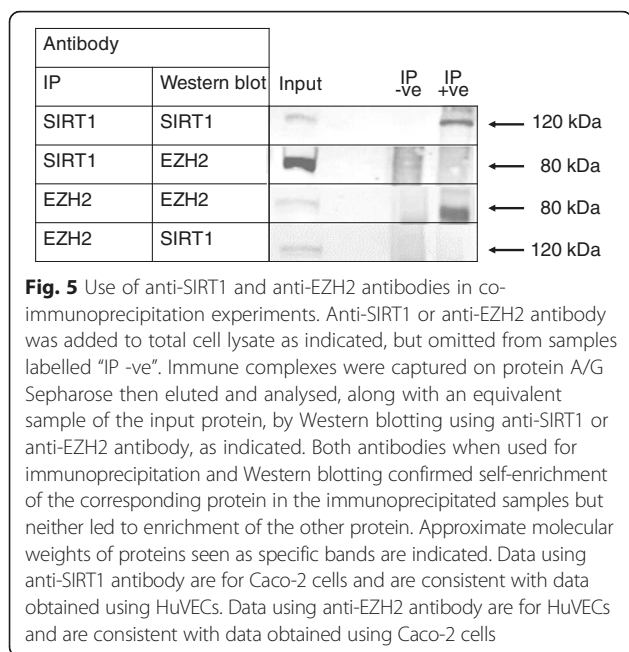 Antibody
IP Western blot Input IP -ve IP +ve
SIRT1 SIRT1 120 kDa
SIRT1 EZH2 80 kDa
EZH2 EZH2 80 kDa
EZH2 SIRT1 120 kDa
Fig. 5 Use of anti-SIRT1 and anti-EZH2 antibodies in co-
immunoprecipitation experiments. Anti-SIRT1 or anti-EZH2 antibody
was added to total cell lysate as indicated, but omitted from samples
labelled "IP -ve". Immune complexes were captured on protein A/G
Sepharose then eluted and analysed, along with an equivalent
sample of the input protein, by Western blotting using anti-SIRT1 or
anti-EZH2 antibody, as indicated. Both antibodies when used for
immunoprecipitation and Western blotting confirmed self-enrichment
of the corresponding protein in the immunoprecipitated samples but
neither led to enrichment of the other protein. Approximate molecular
weights of proteins seen as specific bands are indicated. Data using
anti-SIRT1 antibody are for Caco-2 cells and are consistent with data
obtained using HuVECs. Data using anti-EZH2 antibody are for HuVECs
and are consistent with data obtained using Caco-2 cells